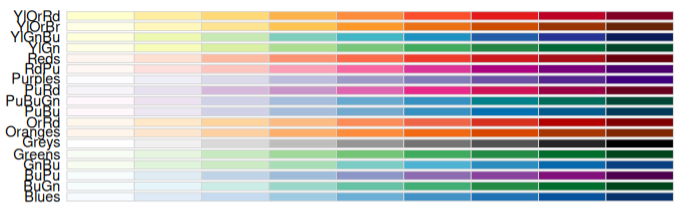 YlOrRd
YlOrBr
YlGnBu
YlGn
Reds
RdPu
Purples
PuRd
PuBuGn
PuBu
OrRd
Oranges
Greys
Greens
GnBu
BuPu
BuGn
Blues